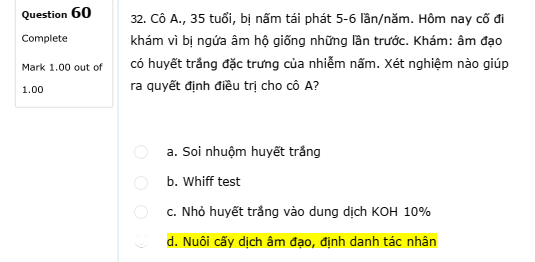 Question 60
Complete
Mark 1.00 out of
1.00
32. Cô A., 35 tuổi, bị nấm tái phát 5-6 lần/năm. Hôm nay cố đi
khám vì bị ngứa âm hộ giống những lần trước. Khám: âm đạo
có huyết trắng đặc trưng của nhiễm nấm. Xét nghiệm nào giúp
ra quyết định điều trị cho cô A?
a. Soi nhuộm huyết trắng
b. Whiff test
c. Nhỏ huyết trắng vào dung dịch KOH 10%
d. Nuôi cấy dịch âm đạo, định danh tác nhân